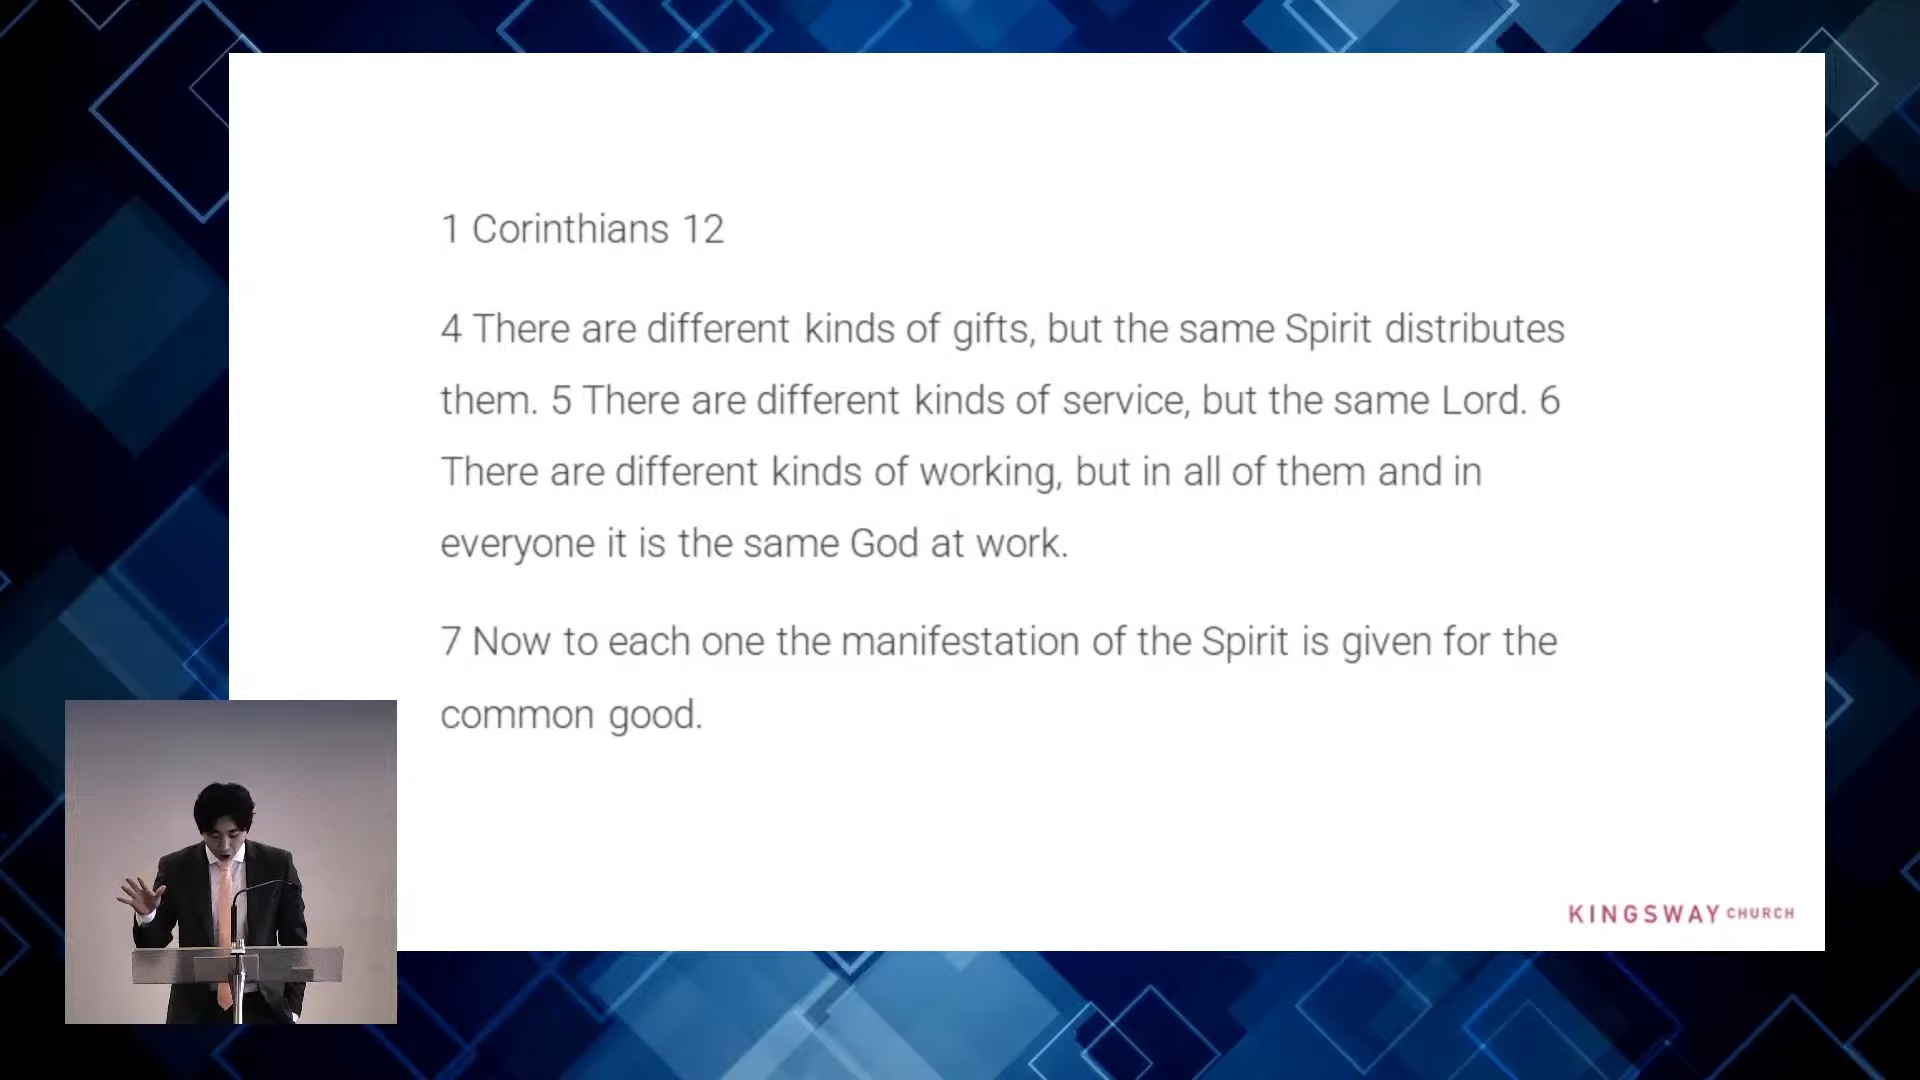 1 Corinthians 12
4 There are different kinds of gifts, but the same Spirit distributes
them. 5 There are different kinds of service, but the same Lord. 6
There are different kinds of working, but in all of them and in
everyone it is the same God at work.
7 Now to each one the manifestation of the Spirit is given for the
common good.
KINGSWAY CHURCH